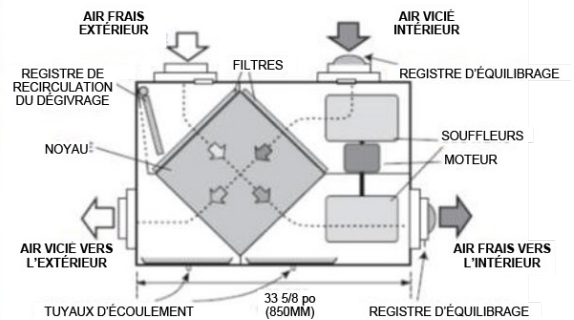 AIR FRAIS
EXTÉRIEUR
AIR VICIÉ
INTÉRIEUR
FILTRES
REGISTRE D'ÉQUILIBRAGE
REGISTRE DE
RECIRCULATION
DU DÉGIVRAGE
NOYAU
SOUFFLEURS
MOTEUR
AIR VICIÉ VERS
L'EXTÉRIEUR
AIR FRAIS VERS
L'INTÉRIEUR
TUYAUX D'ÉCOULEMENT
33 5/8 po
(850MM)
REGISTRE D'ÉQUILIBRAGE